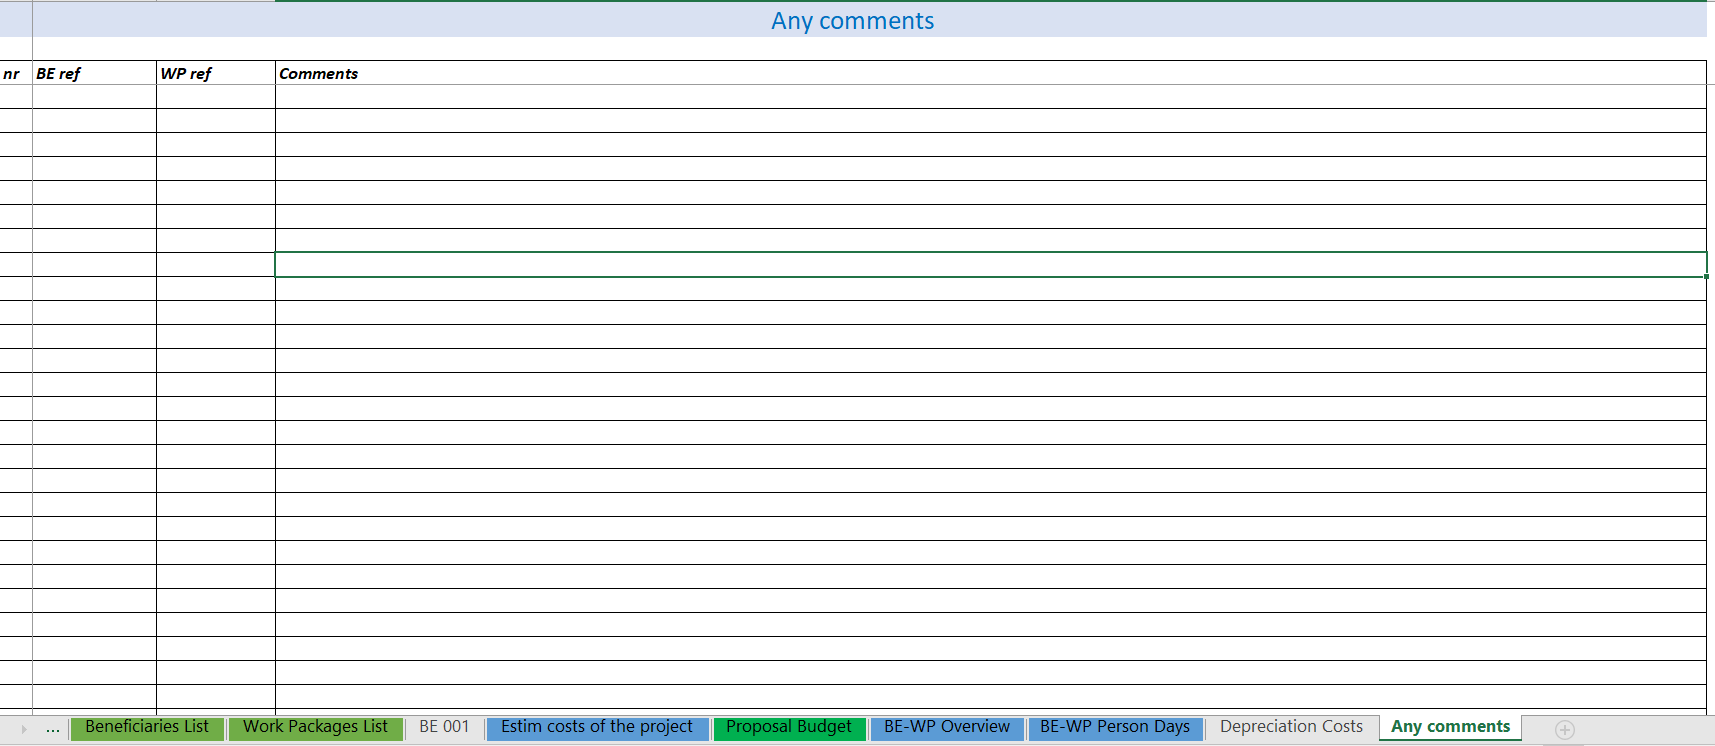 Any comments
nr BE ref WP ref Comments
... Beneficiaries List Work Packages List BE 001 Estim costs of the project Proposal Budget BE-WP Overview BE-WP Person Days Depreciation Costs Any comments